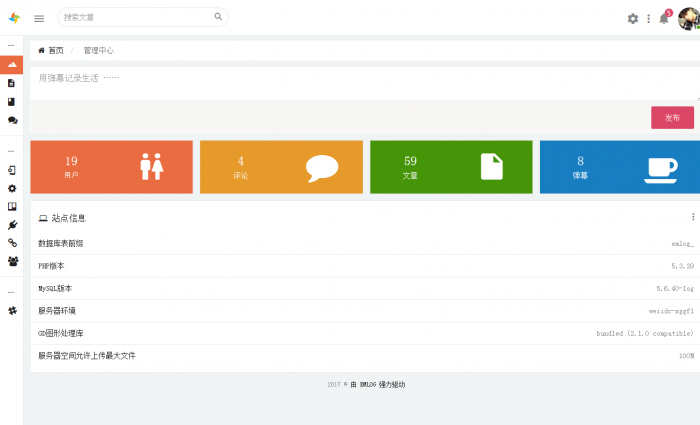 搜索文章
5
首页 / 管理中心
用弹幕记录生活 ……
发布
19
用户
4
评论
59
文章
8
弹幕
站点信息
数据库表前缀 emlog_
PHP版本 5.3.29
MySQL版本 5.6.40-log
服务器环境
GD图形处理库 bundled (2.1.0 compatible)
服务器空间允许上传最大文件 100M
2017 © 由 EMLOG 强力驱动